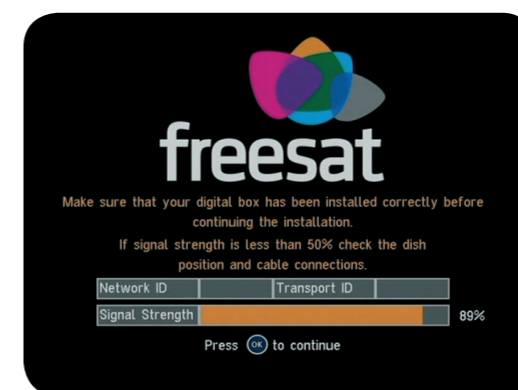 freesat
Make sure that your digital box has been installed correctly before
continuing the installation.
If signal strength is less than 50% check the dish
position and cable connections.
Network ID Transport ID
Signal Strength 89%
Press OK to continue